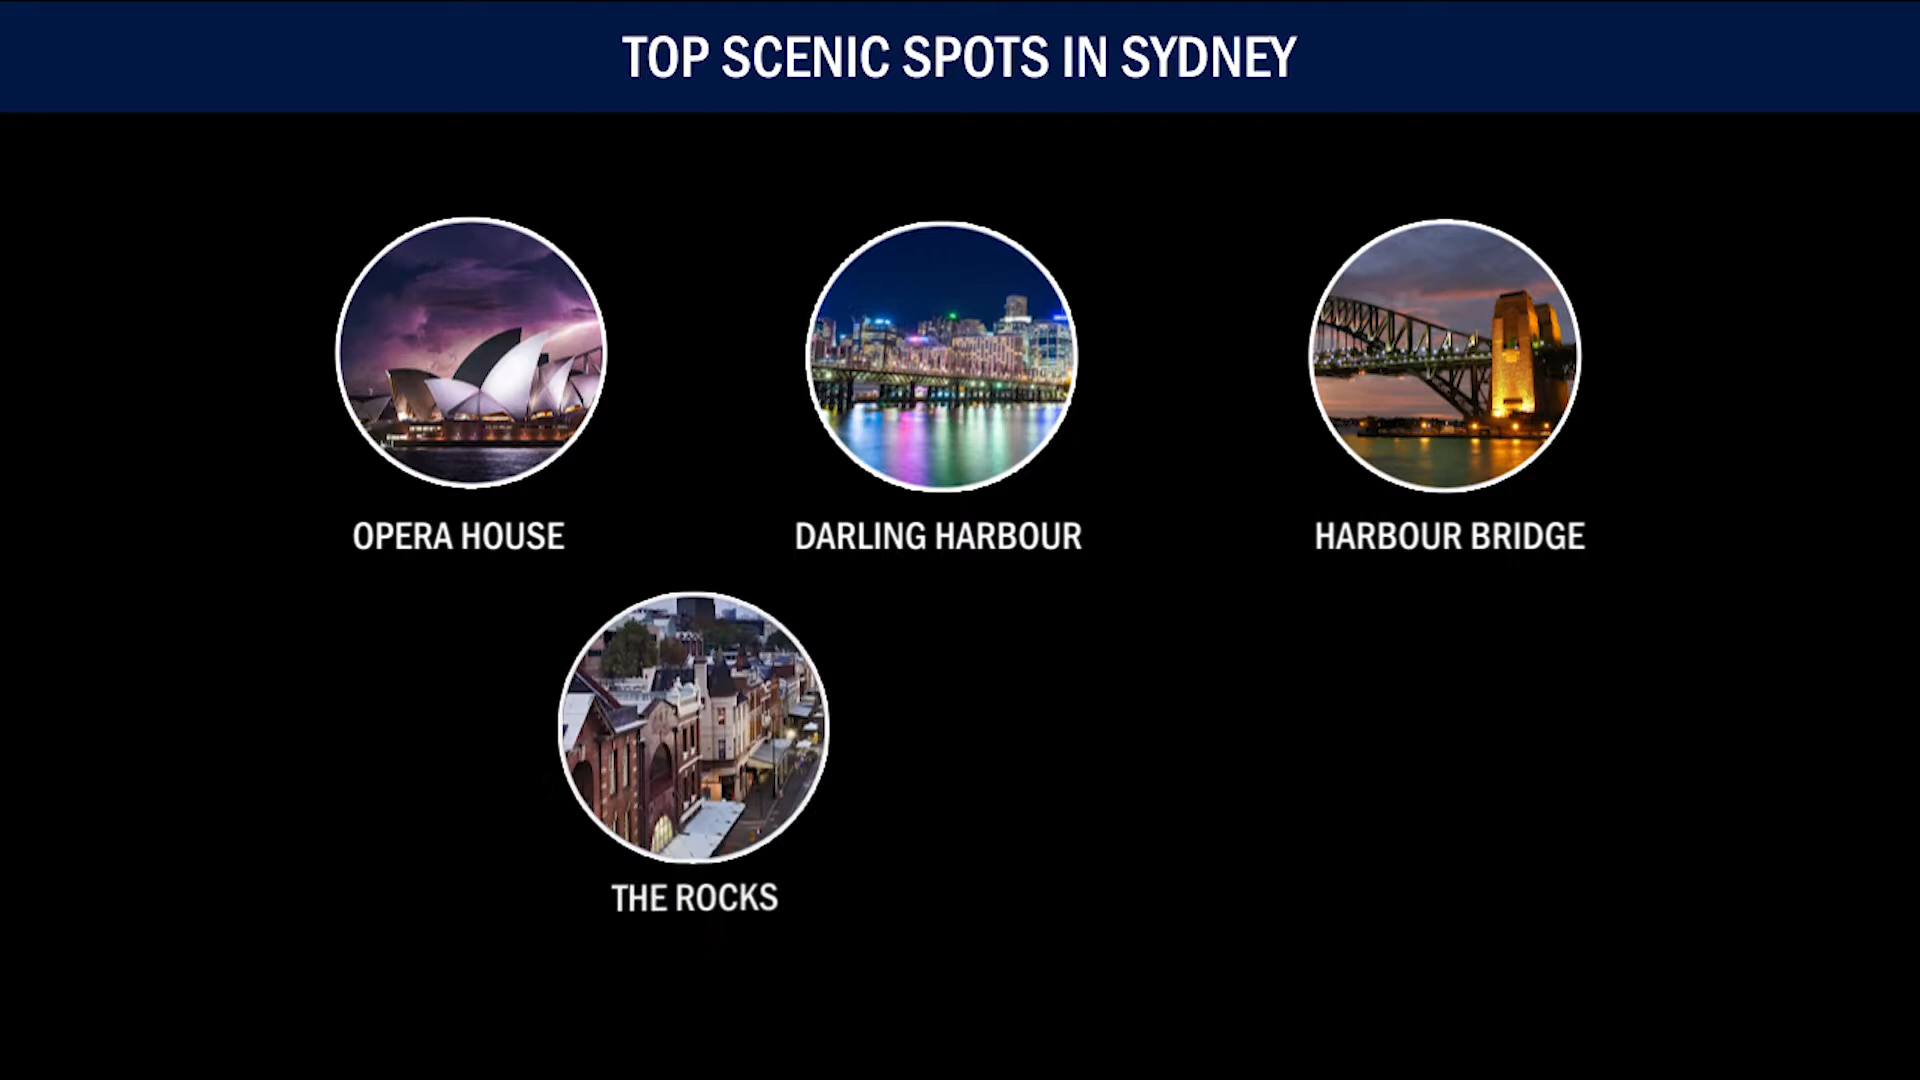 TOP SCENIC SPOTS IN SYDNEY
OPERA HOUSE
DARLING HARBOUR
HARBOUR BRIDGE
THE ROCKS